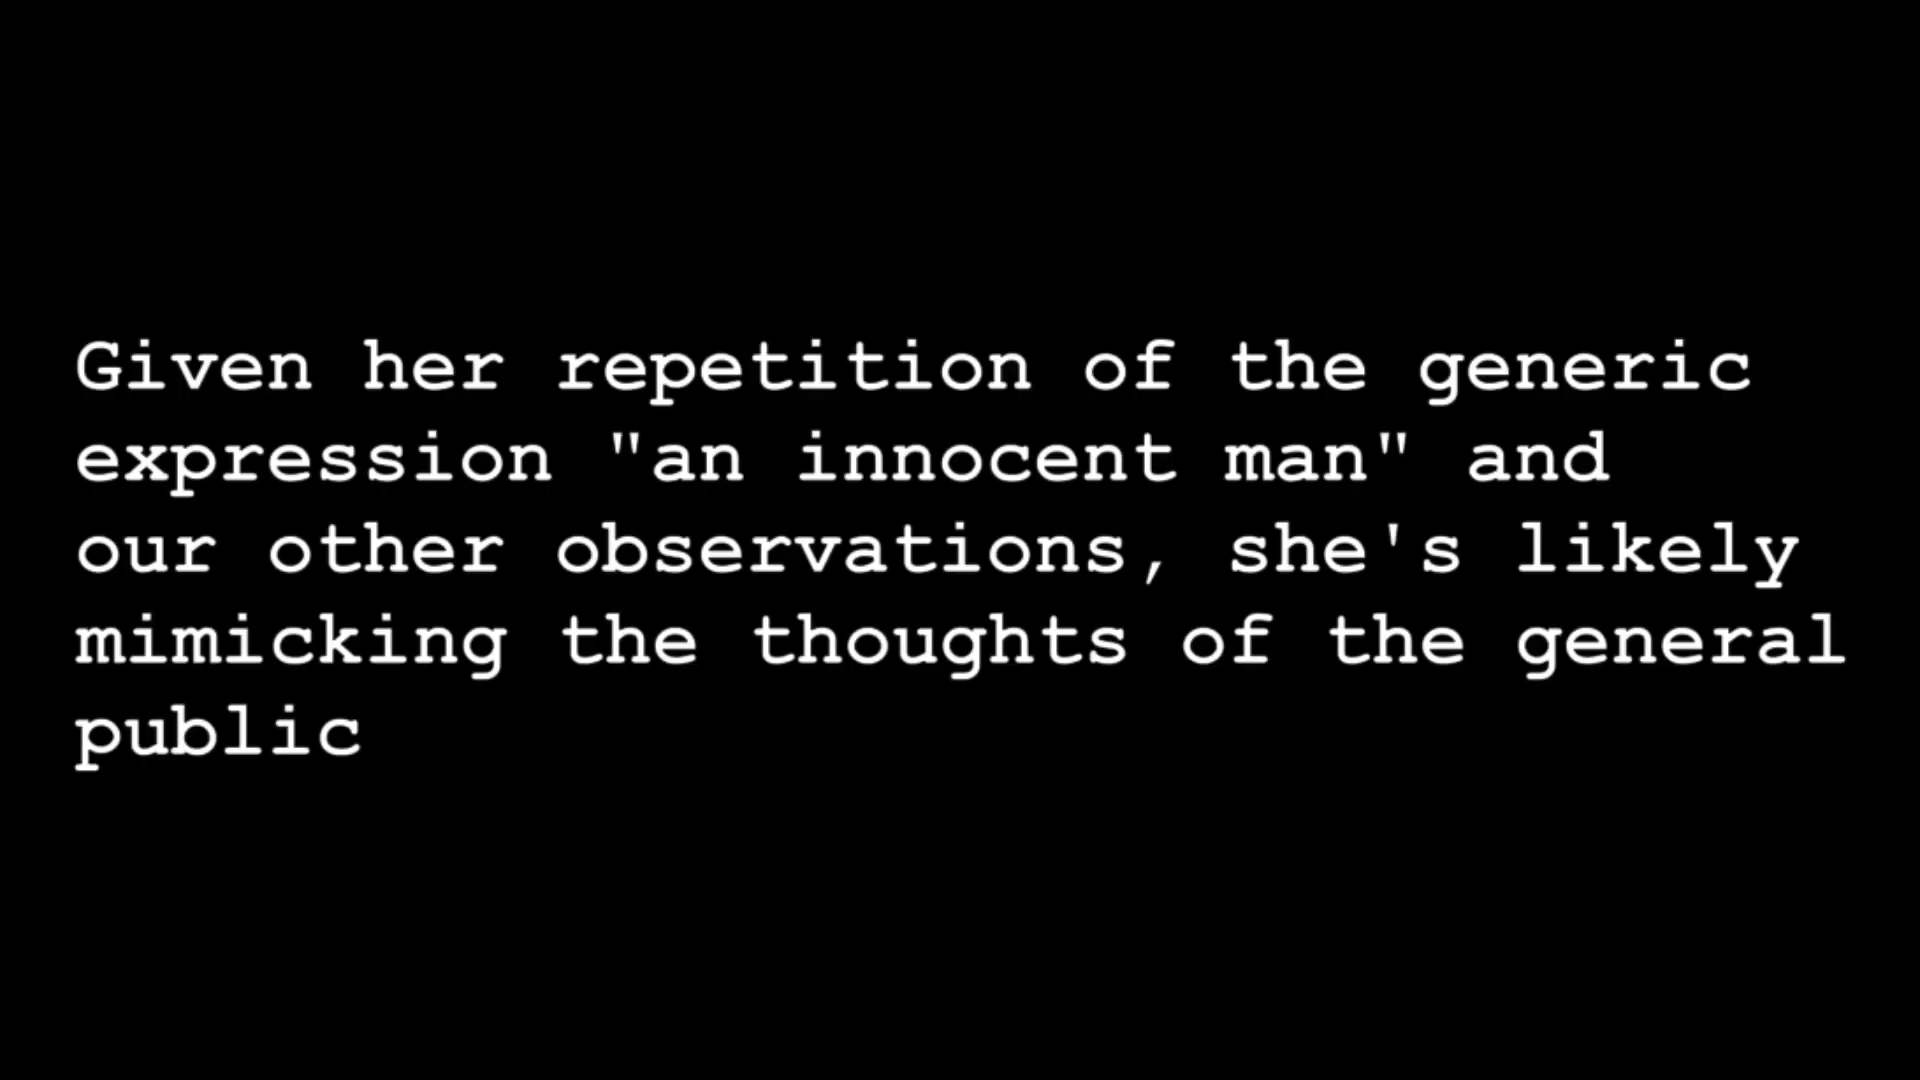 Given her repetition of the generic
expression "an innocent man" and
our other observations, she's likely
mimicking the thoughts of the general
public